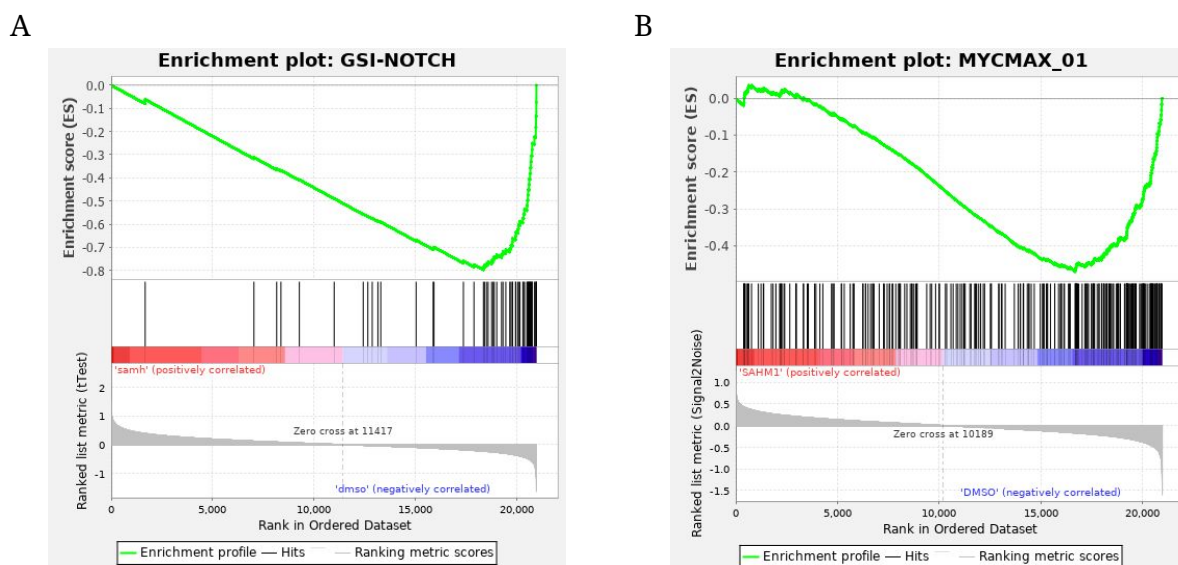 A
Enrichment plot: GSI-NOTCH
Enrichment score (ES)
0.0
-0.1
-0.2
-0.3
-0.4
-0.5
-0.6
-0.7
-0.8
'samh' (positively correlated)
Ranked list metric (tTest)
2
1
0
-1
Zero cross at 11417
'dmso' (negatively correlated)
0 5,000 10,000 15,000 20,000
Rank in Ordered Dataset
Enrichment profile Hits Ranking metric scores
B
Enrichment plot: MYCMAX_01
Enrichment score (ES)
0.0
-0.1
-0.2
-0.3
-0.4
'SAHM1' (positively correlated)
Ranked list metric (Signal2Noise)
1.0
0.5
0.0
-0.5
-1.0
-1.5
Zero cross at 10189
'DMSO' (negatively correlated)
0 5,000 10,000 15,000 20,000
Rank in Ordered Dataset
Enrichment profile Hits Ranking metric scores